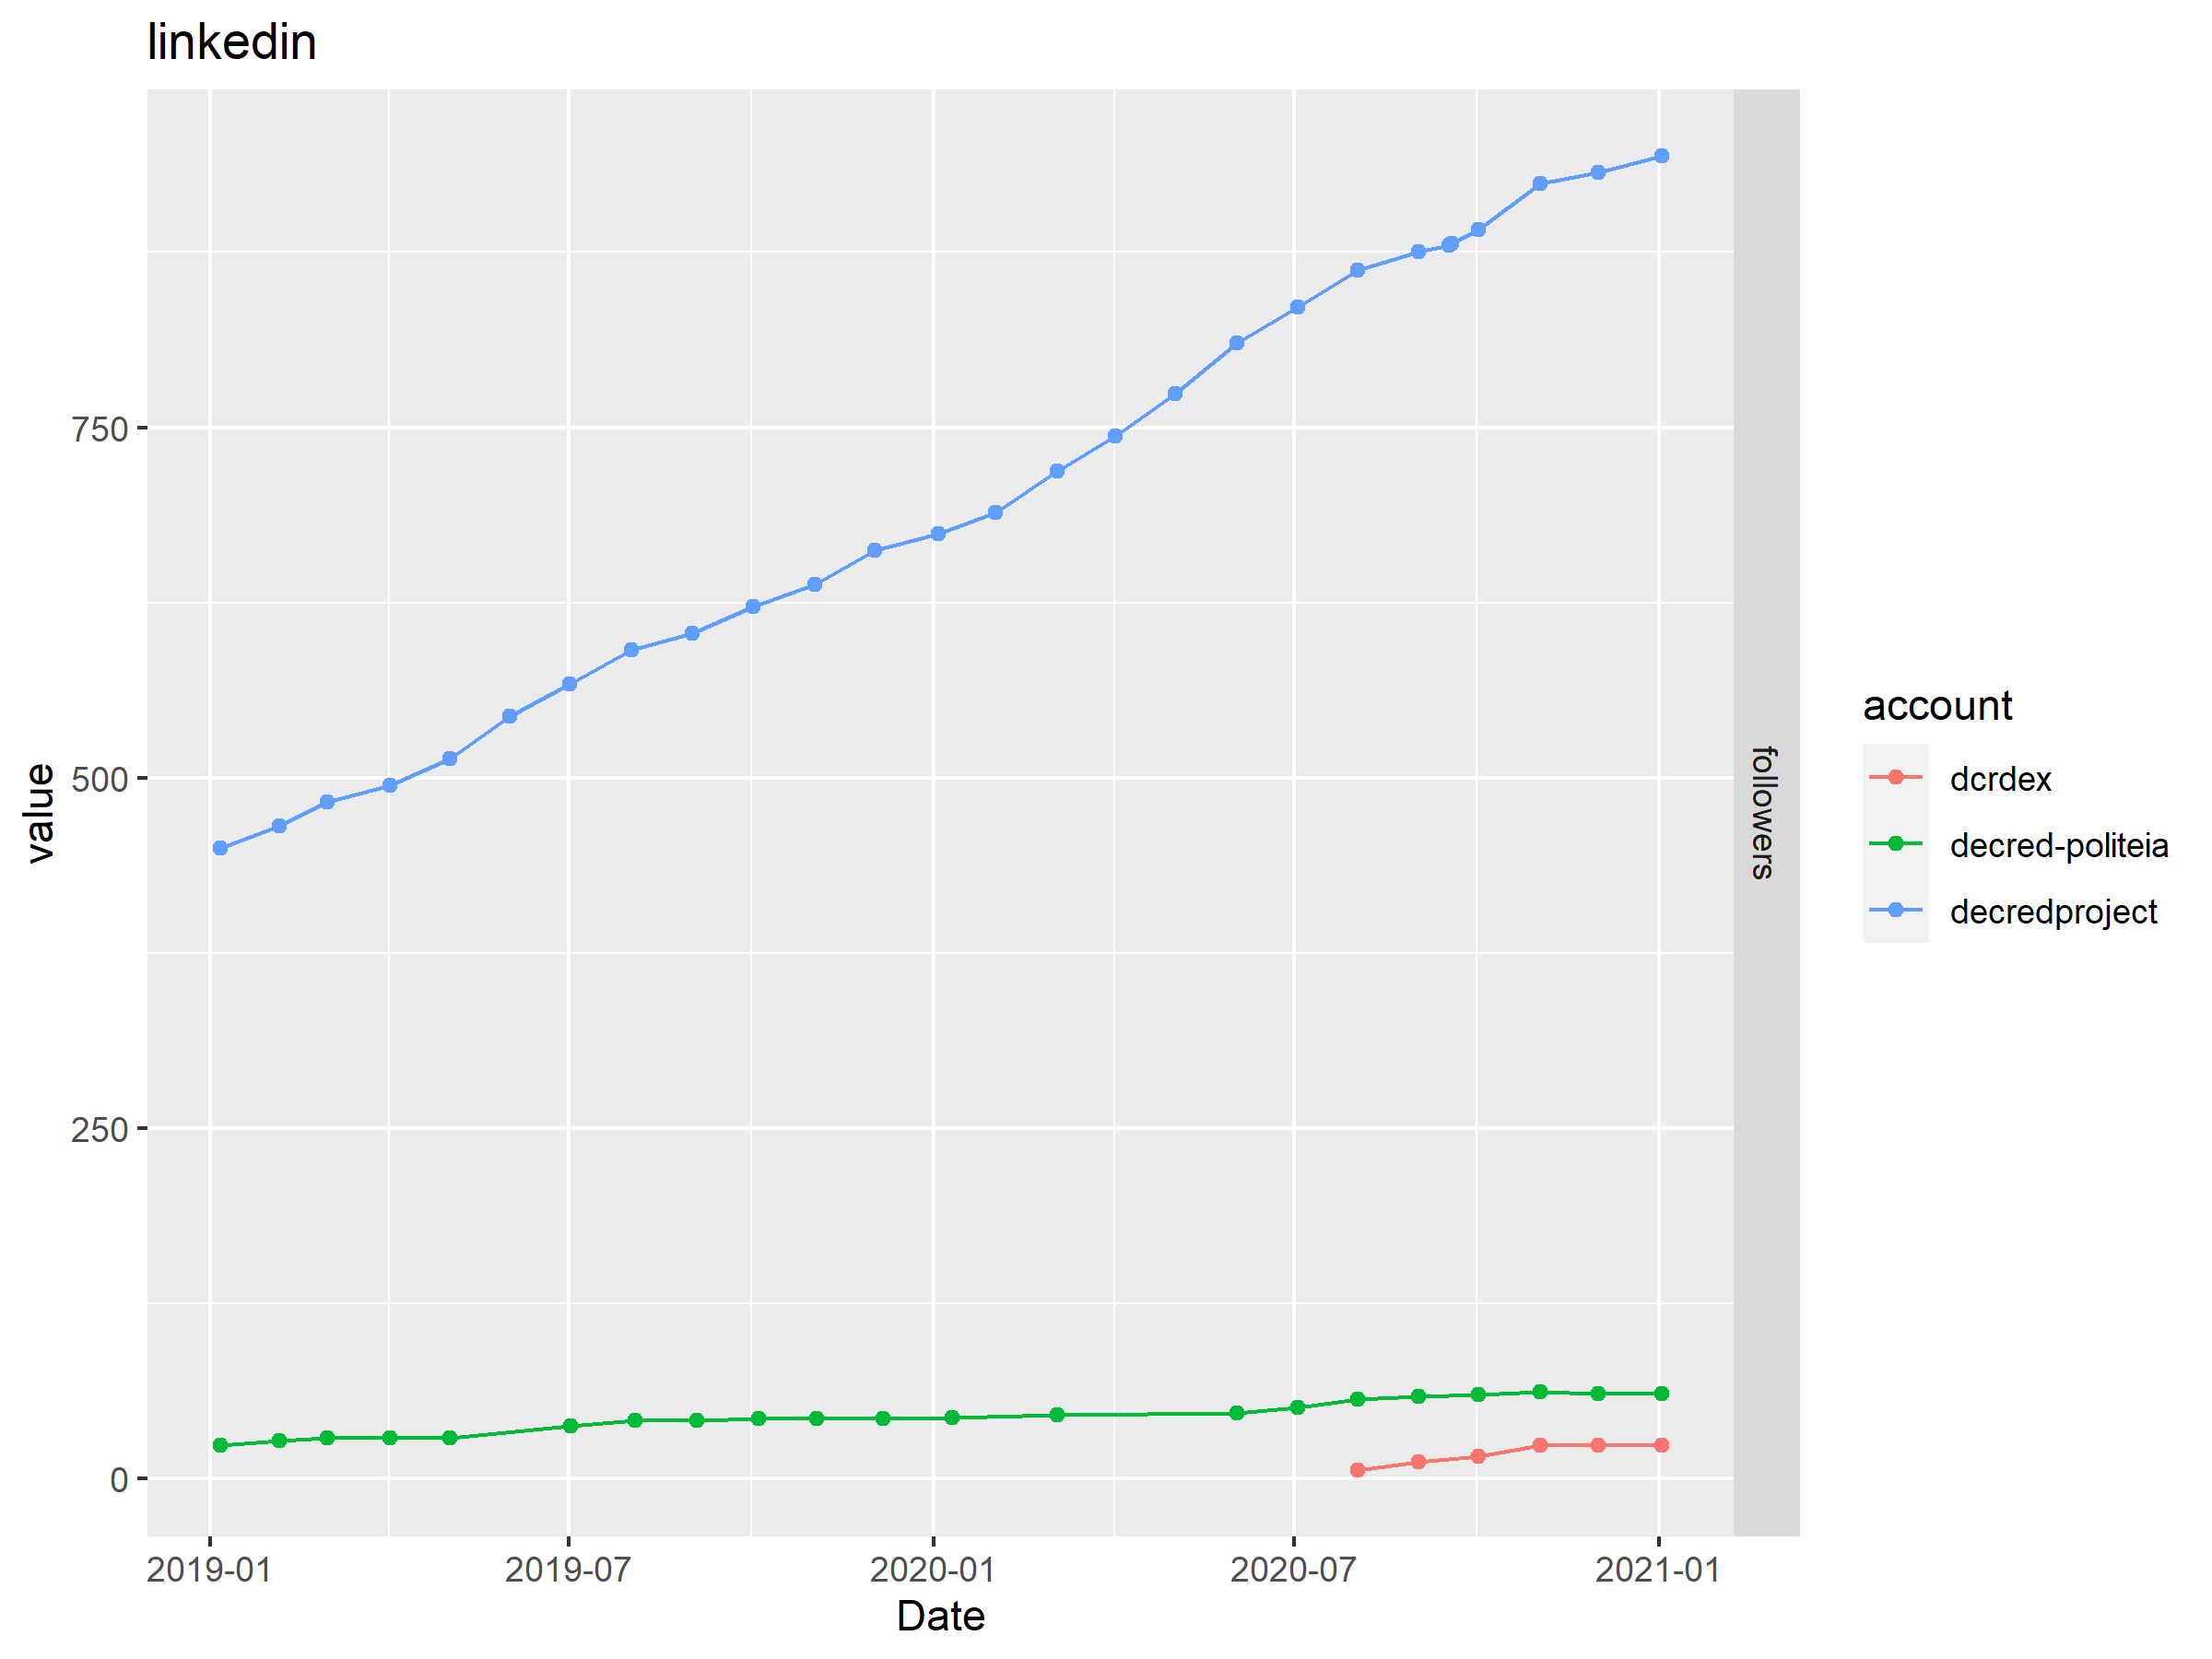 linkedin
value
750
500
250
0
2019-01
2019-07
2020-01
2020-07
2021-01
Date
followers
account
dcrdex
decred-politeia
decredproject